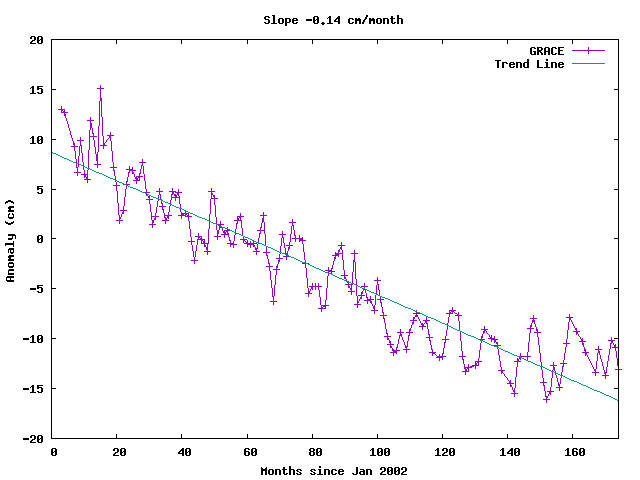 Slope -0.14 cm/month
GRACE
Trend Line
20
15
10
5
0
-5
-10
-15
-20
Anomaly (cm)
0 20 40 60 80 100 120 140 160
Months since Jan 2002